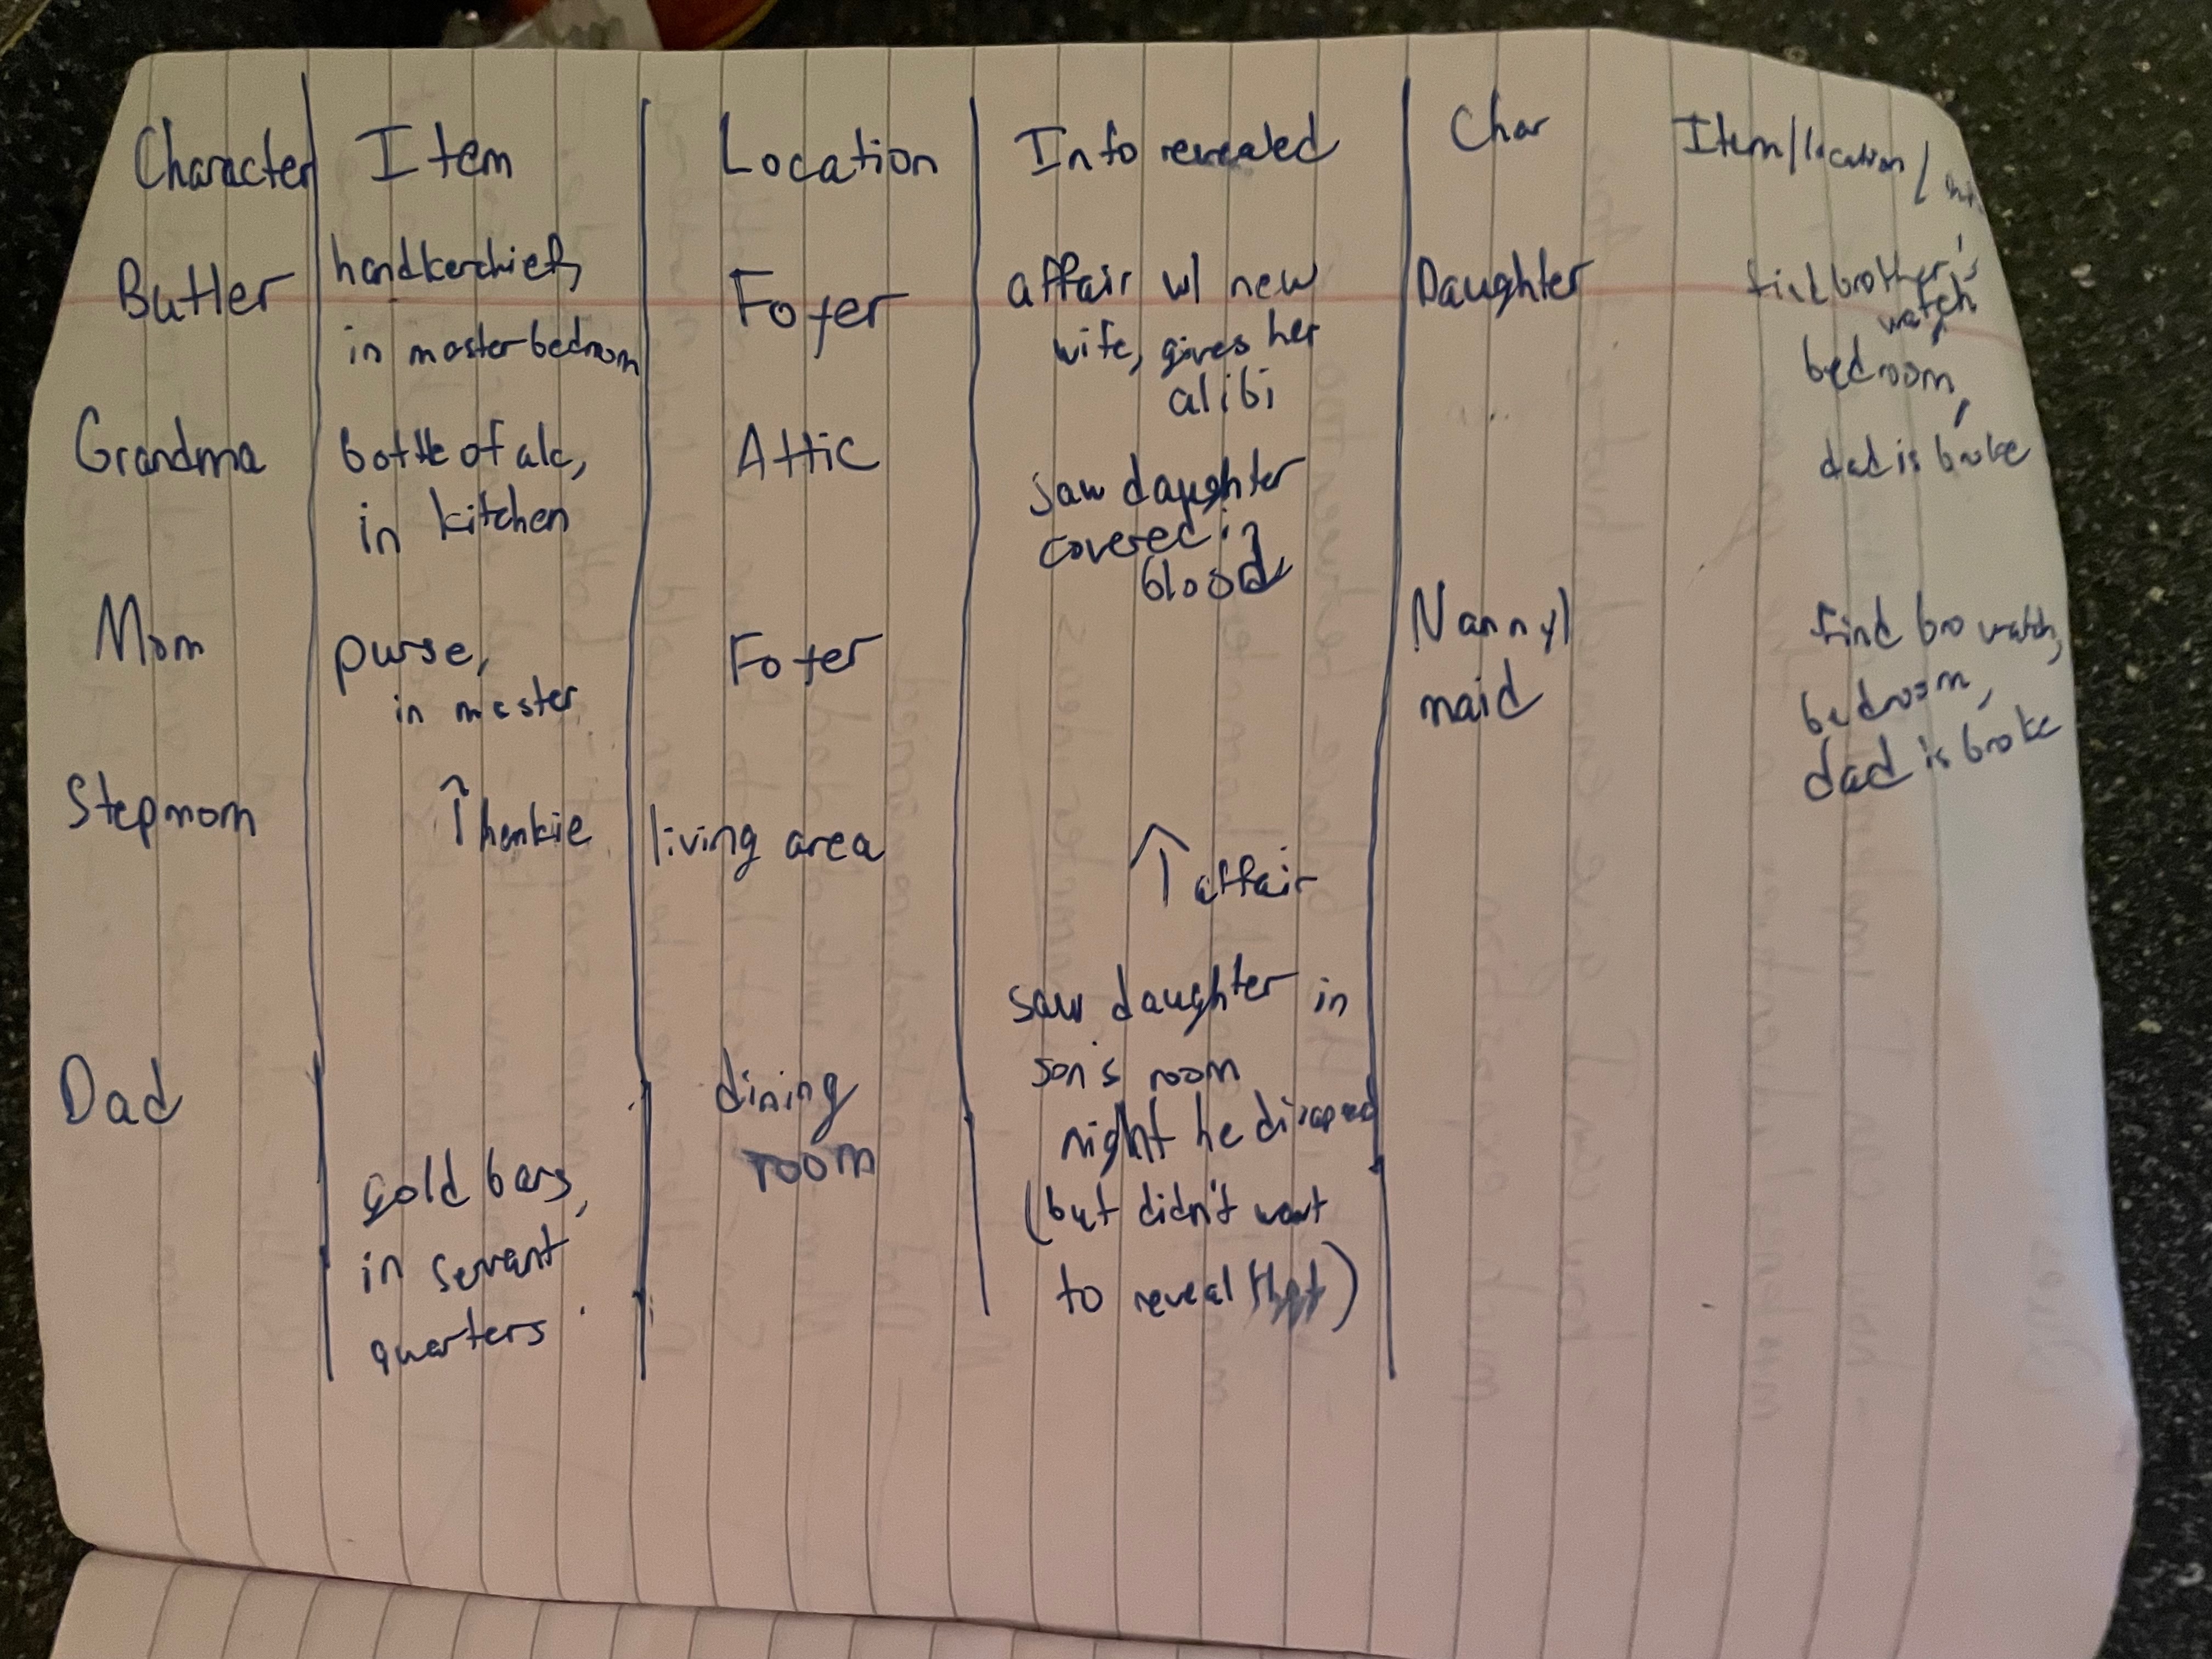 Character Item Location Info revealed Char Item/location/
Butler handkerchief, Foyer affair w/ new Daughter find brother's
in master bedroom wife, gives her watch,
alibi bedroom,
Grandma bottle of alc, Attic saw daughter dad is broke
in kitchen covered in
blood
Mom purse, Foyer Nanny/ find bro watch,
in master maid bedroom,
dad is broke
Stepmom ↑ hankie living area ↑ affair
saw daughter in
Dad dining son's room
room night he
gold bars, (but didn't want
in servant to reveal that)
quarters